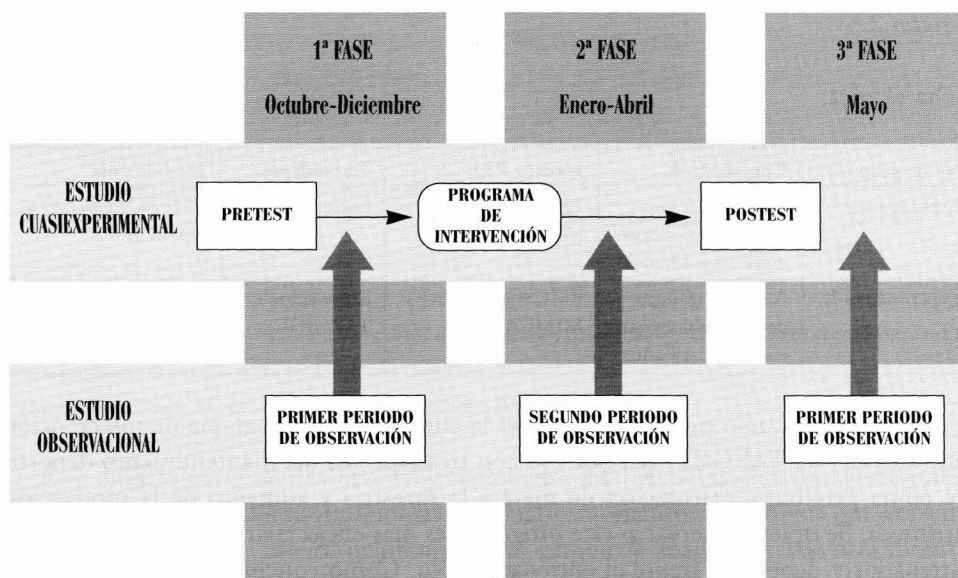 1ª FASE
Octubre-Diciembre
2ª FASE
Enero-Abril
3ª FASE
Mayo
ESTUDIO
CUASIEXPERIMENTAL
PRETEST
PROGRAMA
DE
INTERVENCIÓN
POSTEST
ESTUDIO
OBSERVACIONAL
PRIMER PERIODO
DE OBSERVACIÓN
SEGUNDO PERIODO
DE OBSERVACIÓN
PRIMER PERIODO
DE OBSERVACIÓN